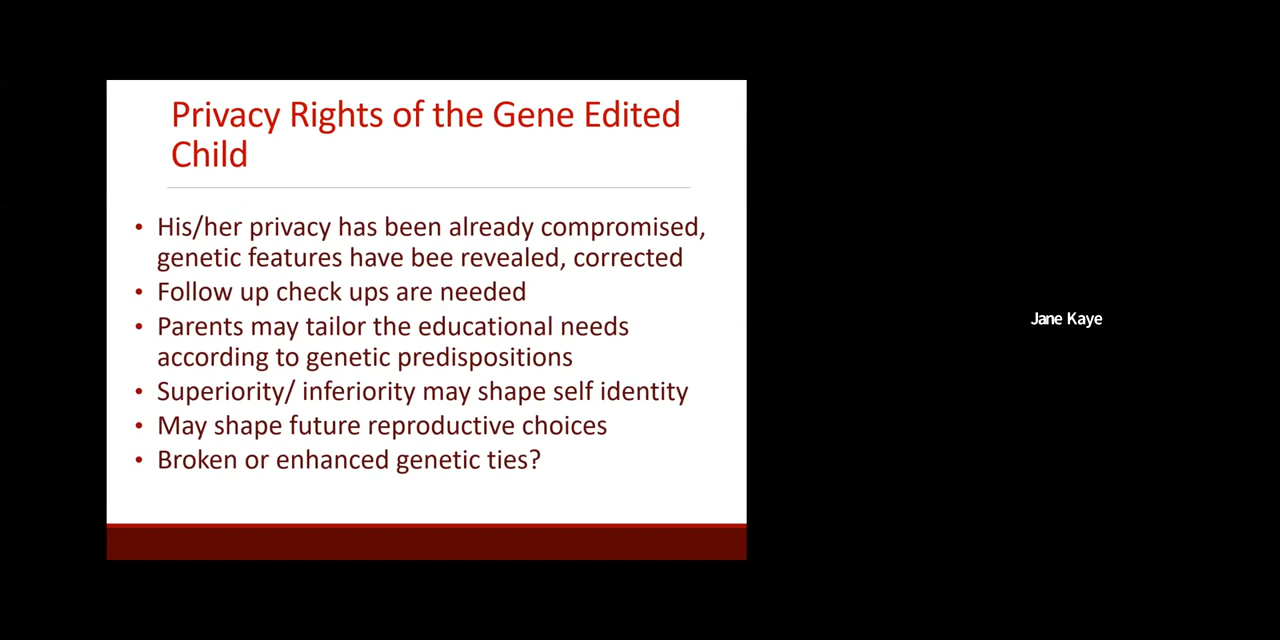 Privacy Rights of the Gene Edited
Child
• His/her privacy has been already compromised,
genetic features have bee revealed, corrected
• Follow up check ups are needed
• Parents may tailor the educational needs
according to genetic predispositions
• Superiority/ inferiority may shape self identity
• May shape future reproductive choices
• Broken or enhanced genetic ties?
Jane Kaye